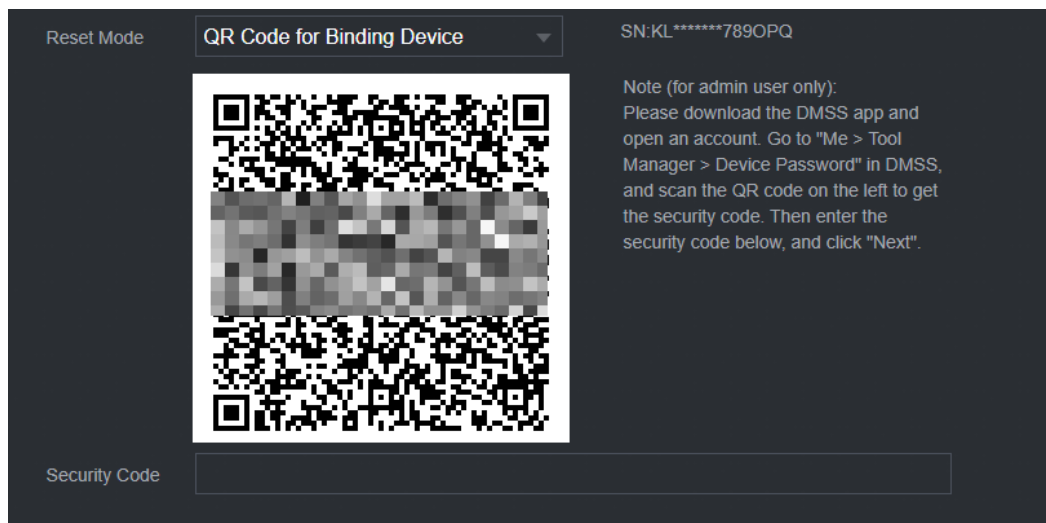 Reset Mode
QR Code for Binding Device
SN:KL*******789OPQ
Note (for admin user only):
Please download the DMSS app and
open an account. Go to "Me > Tool
Manager > Device Password" in DMSS,
and scan the QR code on the left to get
the security code. Then enter the
security code below, and click "Next".
Security Code